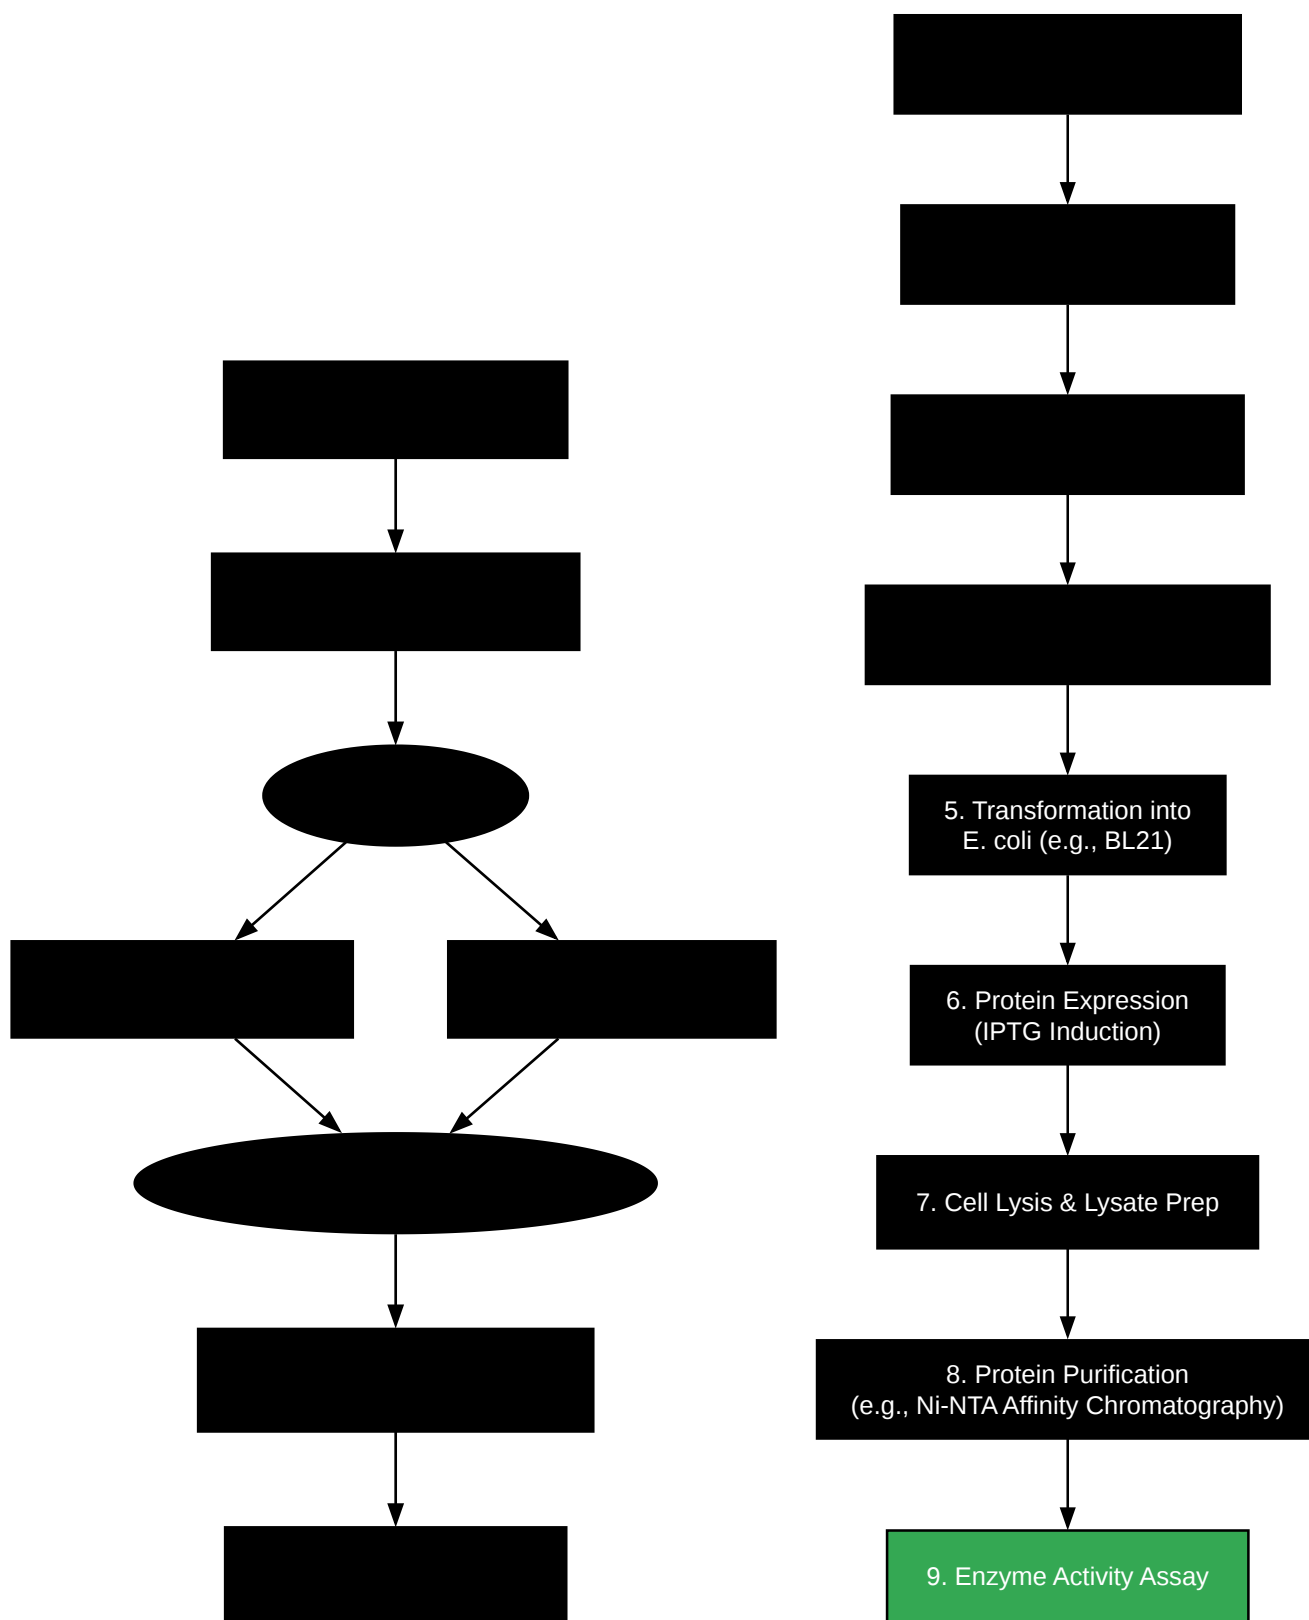 5. Transformation into
E. coli (e.g., BL21)
6. Protein Expression
(IPTG Induction)
7. Cell Lysis & Lysate Prep
8. Protein Purification
(e.g., Ni-NTA Affinity Chromatography)
9. Enzyme Activity Assay